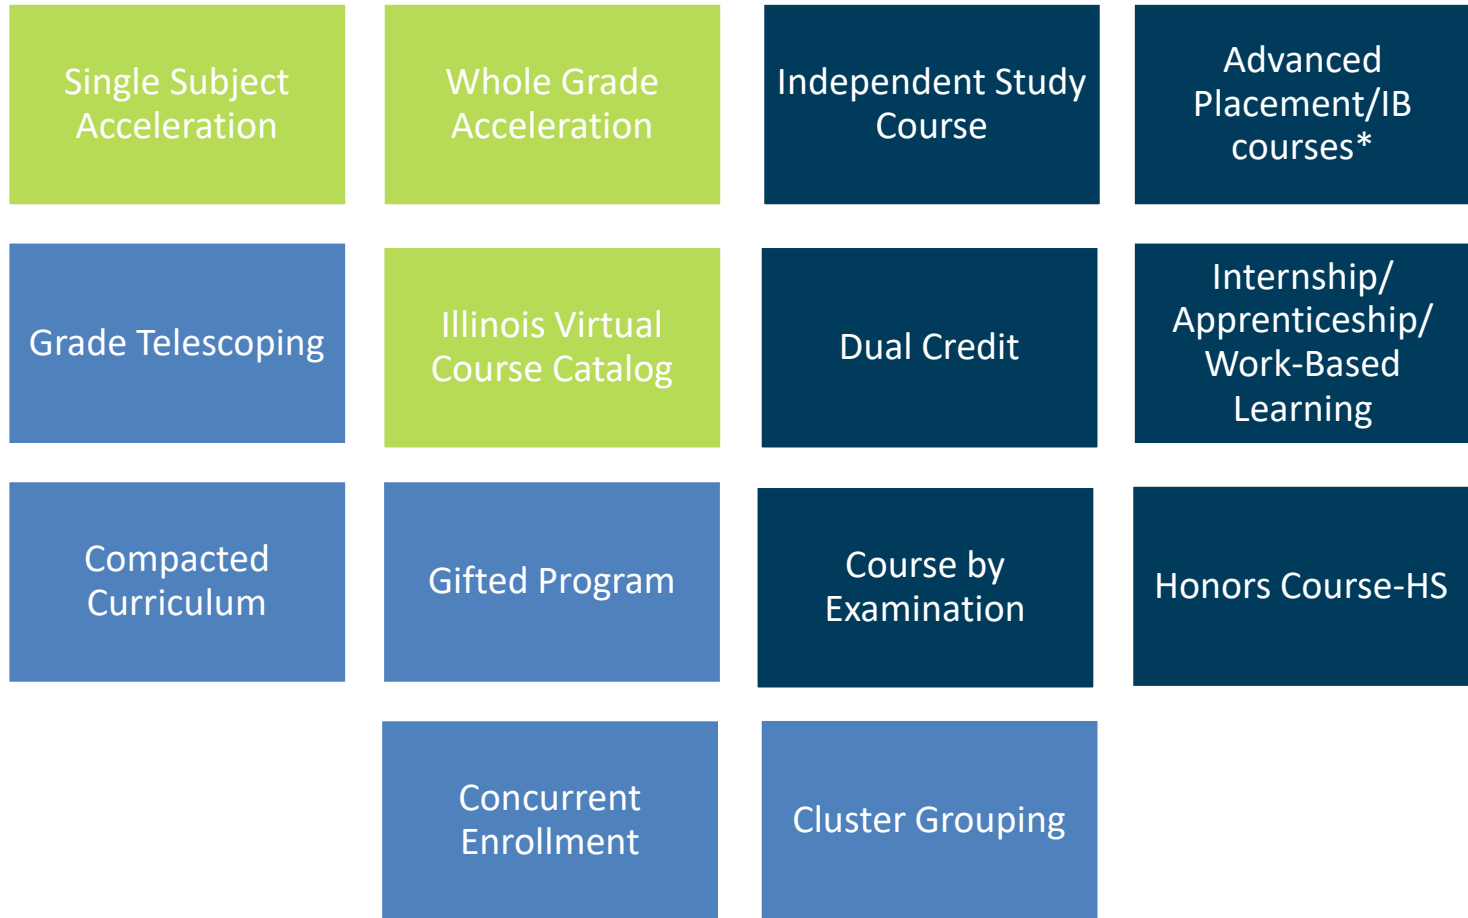 Single Subject
Acceleration
Whole Grade
Acceleration
Independent Study
Course
Advanced
Placement/IB
courses*
Grade Telescoping
Illinois Virtual
Course Catalog
Dual Credit
Internship/
Apprenticeship/
Work-Based
Learning
Compacted
Curriculum
Gifted Program
Course by
Examination
Honors Course-HS
Concurrent
Enrollment
Cluster Grouping